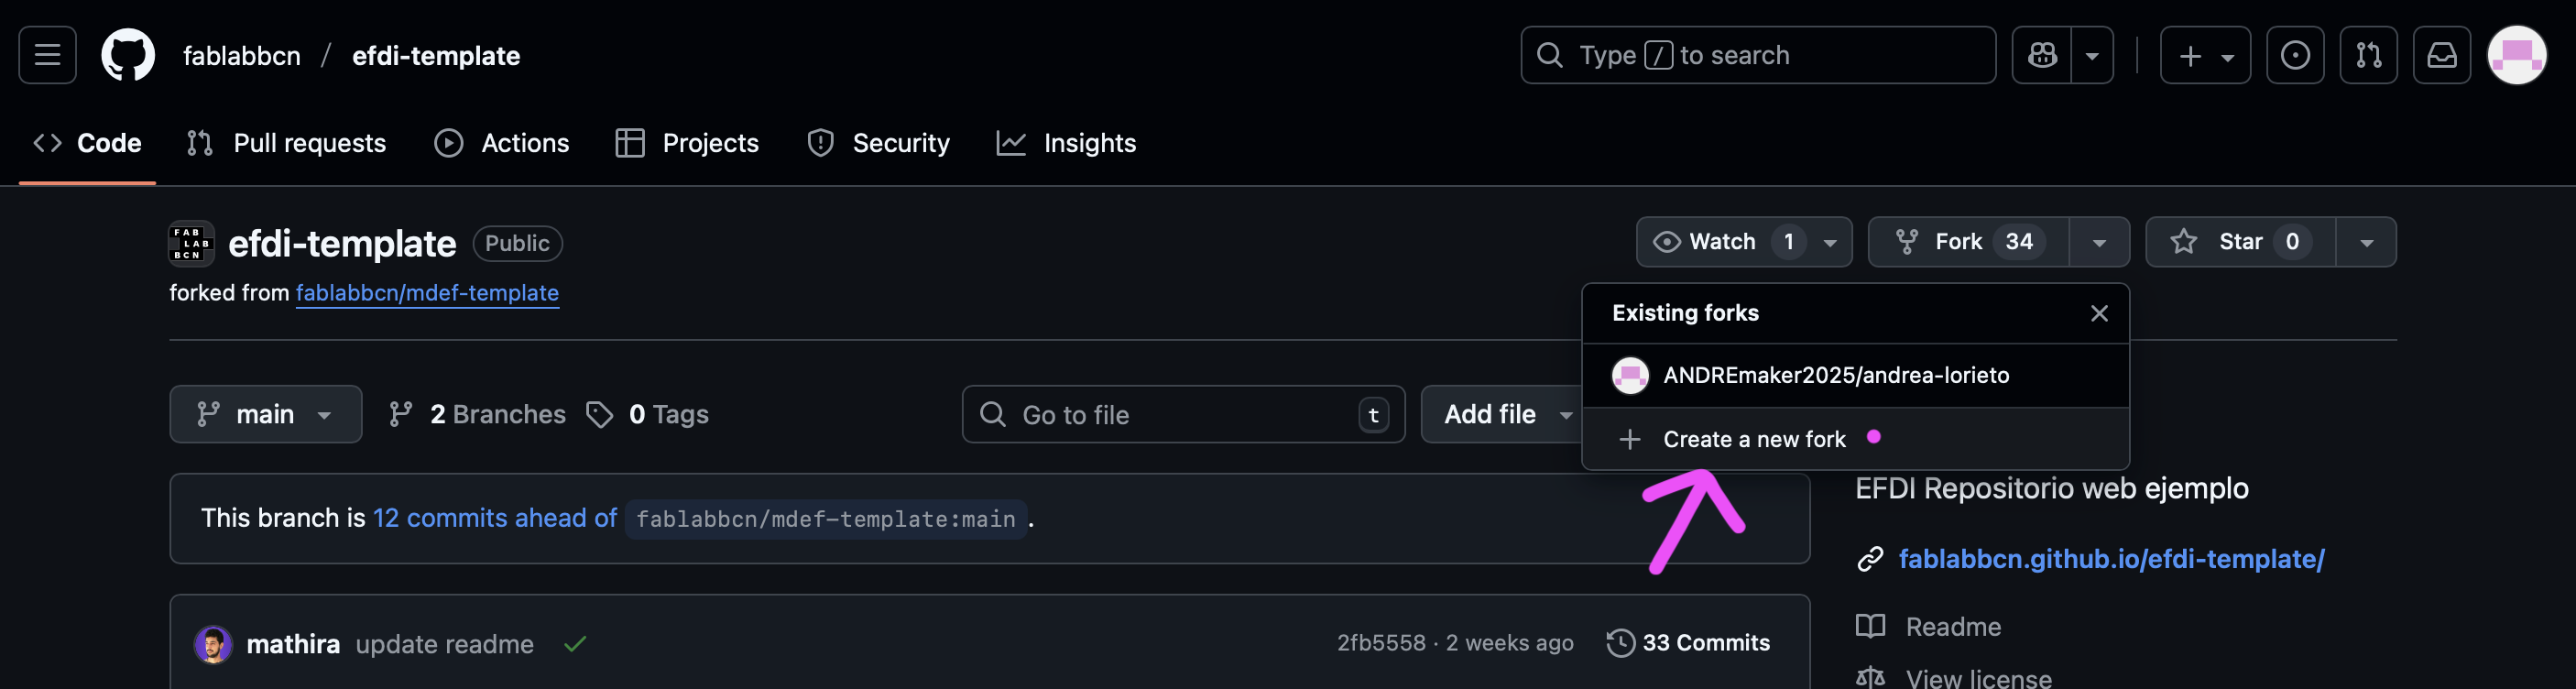 fablabbcn / efdi-template
Type / to search
Code
Pull requests
Actions
Projects
Security
Insights
FAB
LAB
BCN
efdi-template
Public
Watch 1
Fork 34
Star 0
forked from fablabbcn/mdef-template
Existing forks
ANDREmaker2025/andrea-lorieto
Create a new fork
main
2 Branches
0 Tags
Go to file
t
Add file
This branch is 12 commits ahead of fablabbcn/mdef-template:main .
EFDI Repositorio web ejemplo
fablabbcn.github.io/efdi-template/
mathira update readme
2fb5558 · 2 weeks ago
33 Commits
Readme
View license